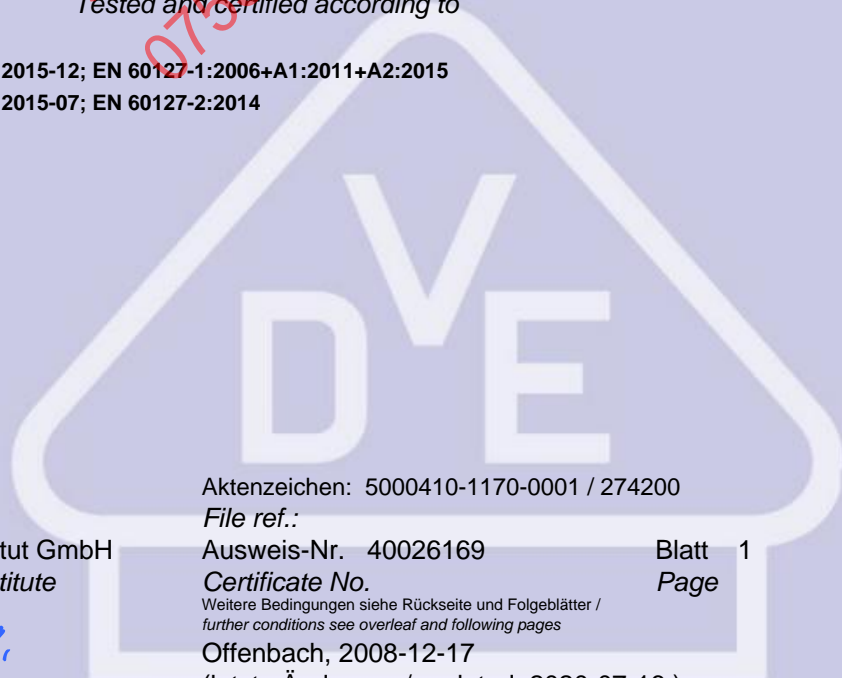 Tested and certified according to
075
2015-12; EN 60127-1:2006+A1:2011+A2:2015
2015-07; EN 60127-2:2014
VDE
Aktenzeichen: 5000410-1170-0001 / 274200
File ref.:
tut GmbH Ausweis-Nr. 40026169 Blatt 1
titute Certificate No. Page
Weitere Bedingungen siehe Rückseite und Folgeblätter /
further conditions see overleaf and following pages
Offenbach, 2008-12-17